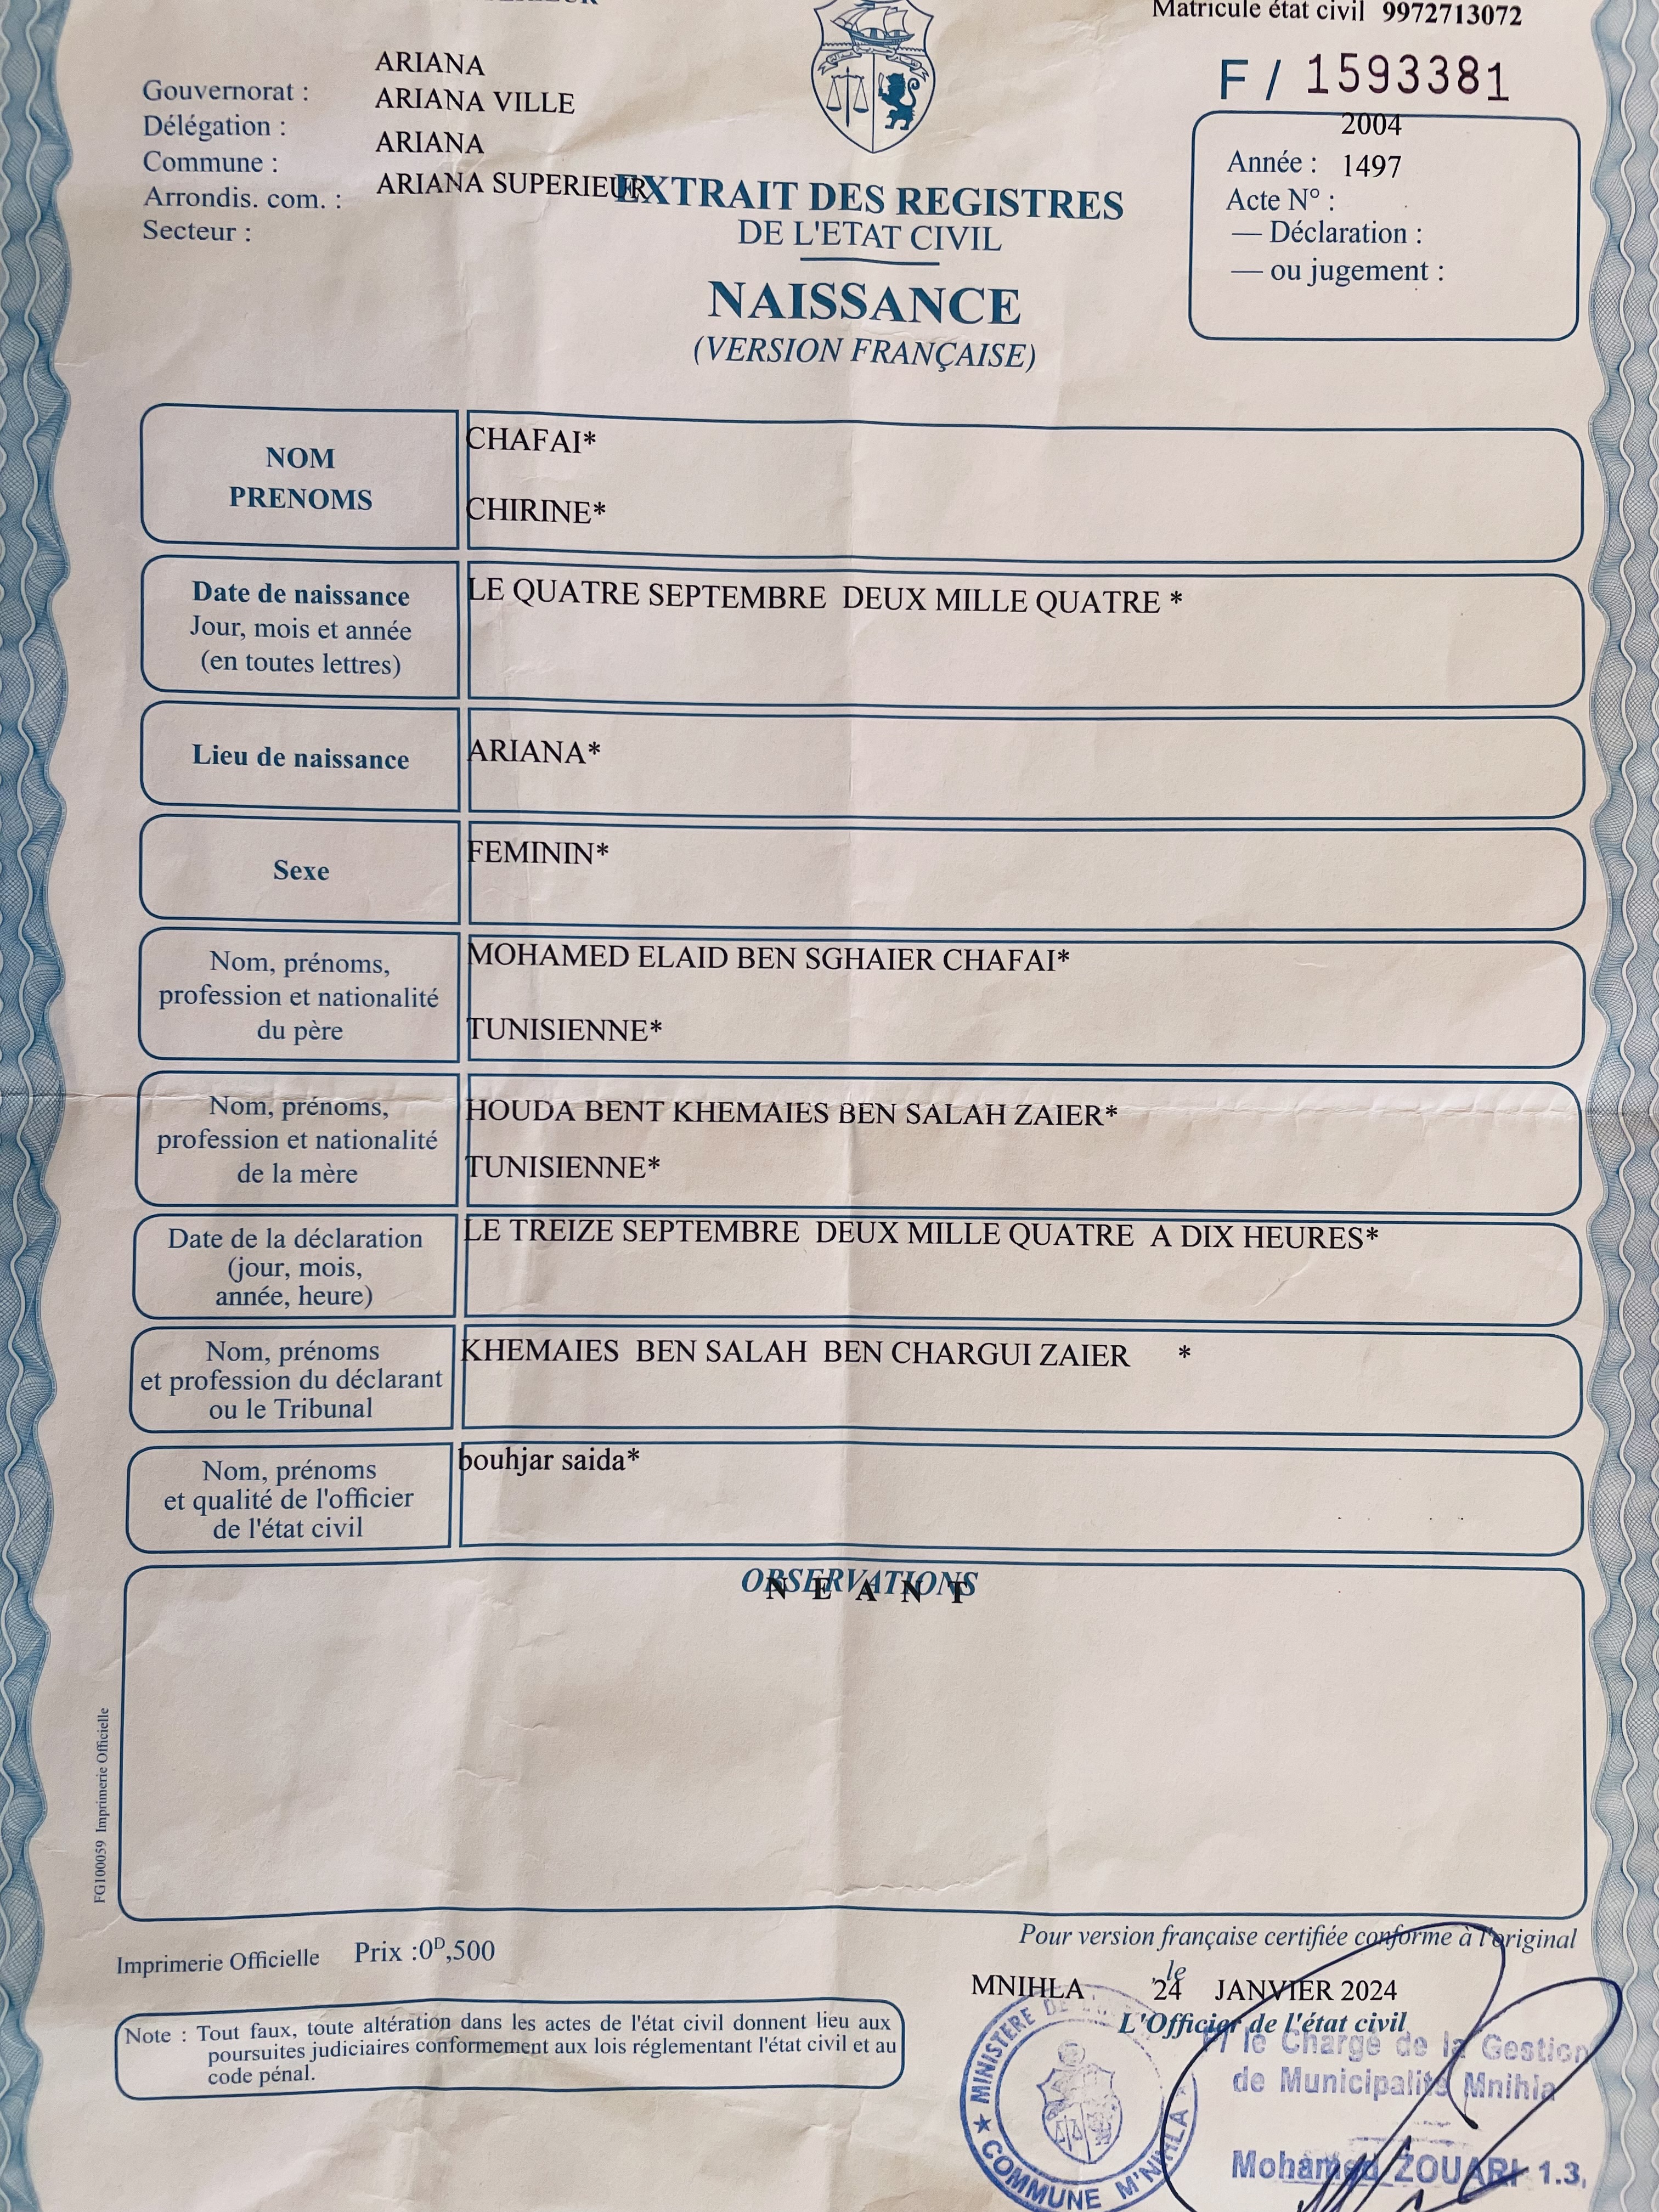 Matricule état civil 9972713072
F / 1593381
Gouvernorat : ARIANA
Délégation : ARIANA VILLE
Commune : ARIANA
Arrondis. com. : ARIANA SUPERIEUR
Secteur :
2004
Année : 1497
Acte N° :
— Déclaration :
— ou jugement :
EXTRAIT DES REGISTRES
DE L'ETAT CIVIL
NAISSANCE
(VERSION FRANÇAISE)
NOM
PRENOMS
CHAFAI*
CHIRINE*
Date de naissance
Jour, mois et année
(en toutes lettres)
LE QUATRE SEPTEMBRE DEUX MILLE QUATRE *
Lieu de naissance
ARIANA*
Sexe
FEMININ*
Nom, prénoms,
profession et nationalité
du père
MOHAMED ELAID BEN SGHAIER CHAFAI*
TUNISIENNE*
Nom, prénoms,
profession et nationalité
de la mère
HOUDA BENT KHEMAIES BEN SALAH ZAIER*
TUNISIENNE*
Date de la déclaration
(jour, mois,
année, heure)
LE TREIZE SEPTEMBRE DEUX MILLE QUATRE A DIX HEURES*
Nom, prénoms
et profession du déclarant
ou le Tribunal
KHEMAIES BEN SALAH BEN CHARGUI ZAIER *
Nom, prénoms
et qualité de l'officier
de l'état civil
bouhjar saida*
OBSERVATIONS
N E A N T
FG100059 Imprimerie Officielle
Imprimerie Officielle Prix :0D,500
Note : Tout faux, toute altération dans les actes de l'état civil donnent lieu aux
poursuites judiciaires conformement aux lois réglementant l'état civil et au
code pénal.
Pour version française certifiée conforme à l'original
, le
MNIHLA 24 JANVIER 2024
L'Officier de l'état civil
P/ le Chargé de la Gestion
de Municipalité Mnihla
Mohamed ZOUARI 1.3,
MINISTERE DE
COMMUNE M'NIHLA